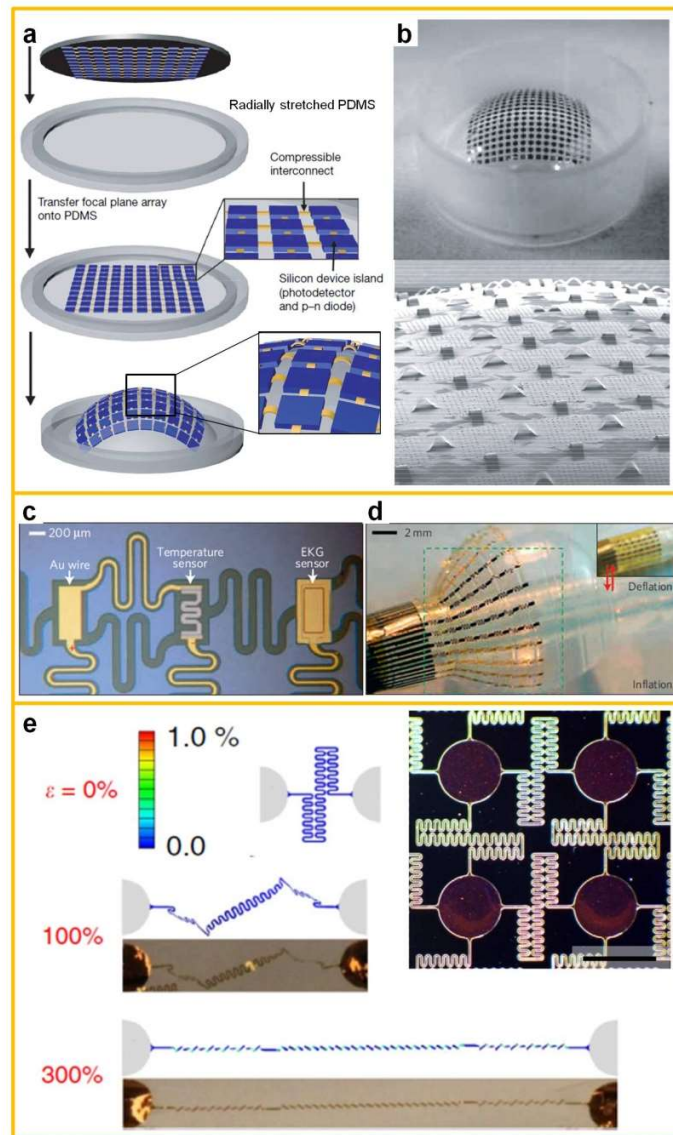 a
Radially stretched PDMS
Transfer focal plane array
onto PDMS
Compressible
interconnect
Silicon device island
(photodetector
and p–n diode)
b
c
200 μm
Au wire
Temperature
sensor
EKG
sensor
d
2 mm
Deflation
Inflation
e
ε = 0%
1.0 %
0.0
100%
300%